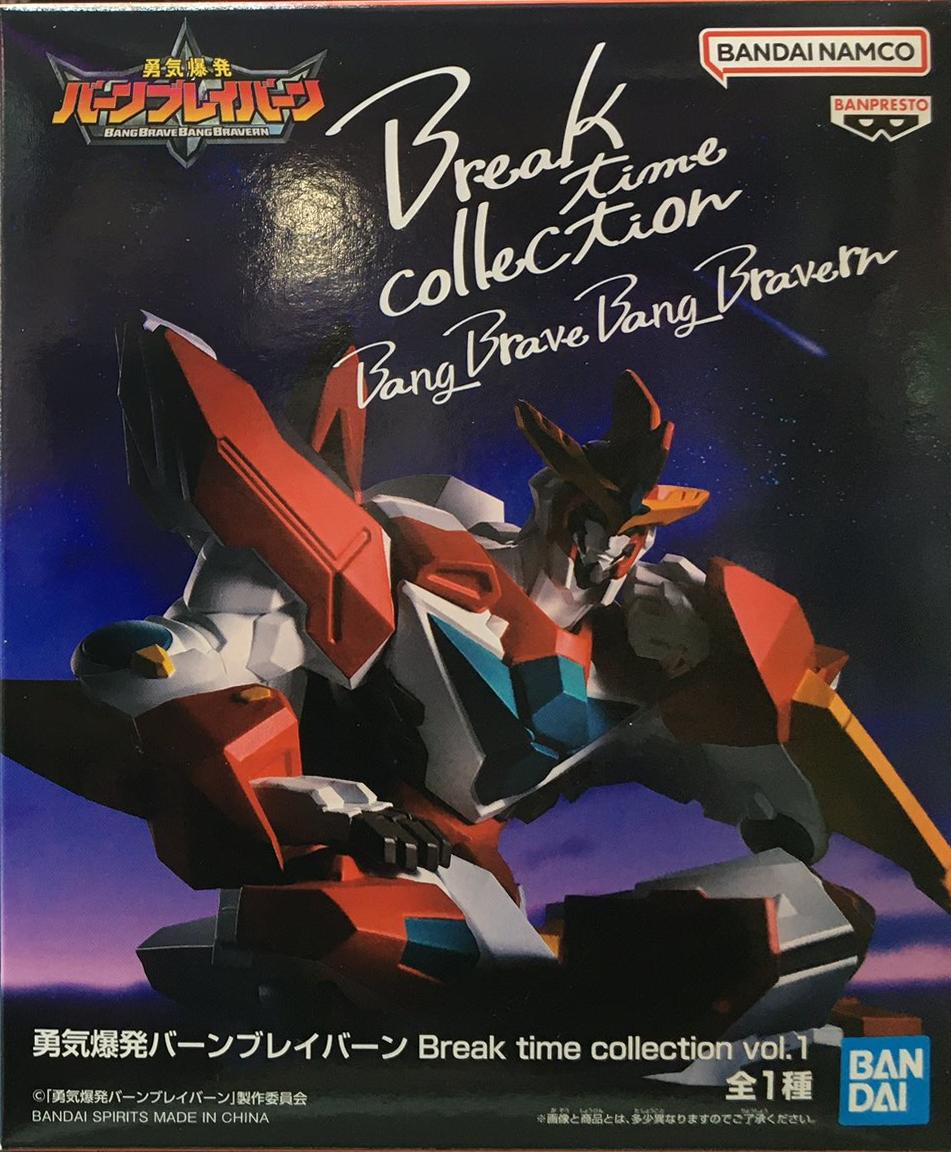 勇気爆発
バーンブレイバーン
BANG BRAVE BANG BRAVERN
BANDAI NAMCO
BANPRESTO
Break
time
collection
Bang Brave Bang Bravern
勇気爆発バーンブレイバーン Break time collection vol.1
全1種
BAN
DAI
©「勇気爆発バーンブレイバーン」製作委員会
BANDAI SPIRITS MADE IN CHINA
※画像と商品とは、多少異なりますのでご了承ください。